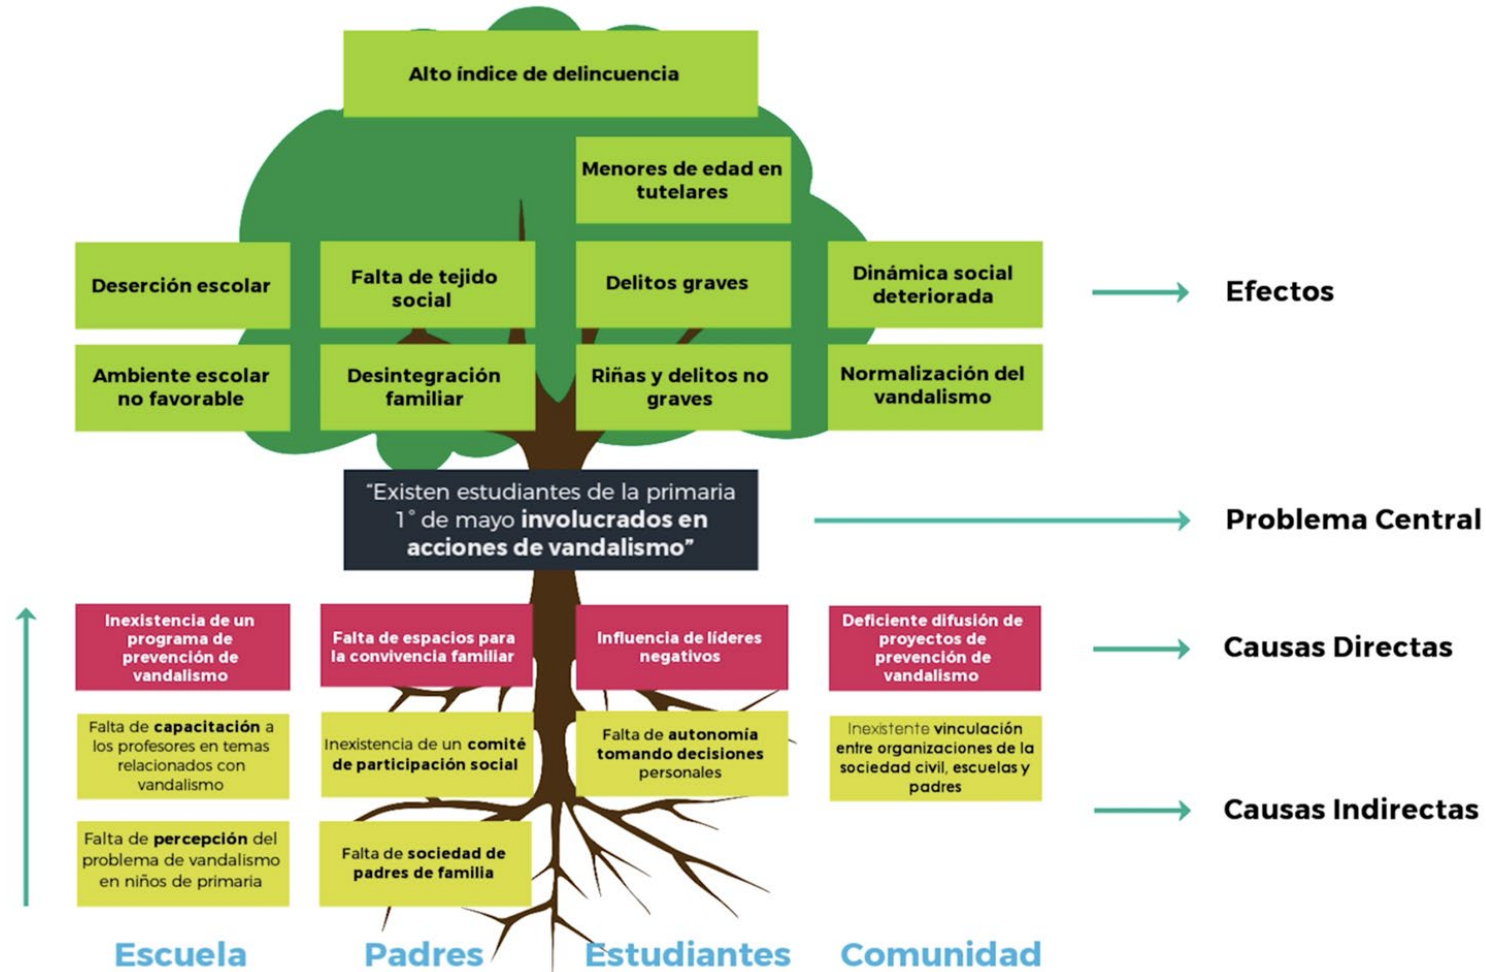 Alto índice de delincuencia
Menores de edad en
tutelares
Deserción escolar
Falta de tejido
social
Delitos graves
Dinámica social
deteriorada
Efectos
Ambiente escolar
no favorable
Desintegración
familiar
Riñas y delitos no
graves
Normalización del
vandalismo
“Existen estudiantes de la primaria
1° de mayo involucrados en
acciones de vandalismo”
Problema Central
Inexistencia de un
programa de
prevención de
vandalismo
Falta de espacios para
la convivencia familiar
Influencia de líderes
negativos
Deficiente difusión de
proyectos de
prevención de
vandalismo
Causas Directas
Falta de capacitación a
los profesores en temas
relacionados con
vandalismo
Inexistencia de un comité
de participación social
Falta de autonomía
tomando decisiones
personales
Inexistente vinculación
entre organizaciones de la
sociedad civil, escuelas y
padres
Causas Indirectas
Falta de percepción del
problema de vandalismo
en niños de primaria
Falta de sociedad de
padres de familia
Escuela
Padres
Estudiantes
Comunidad